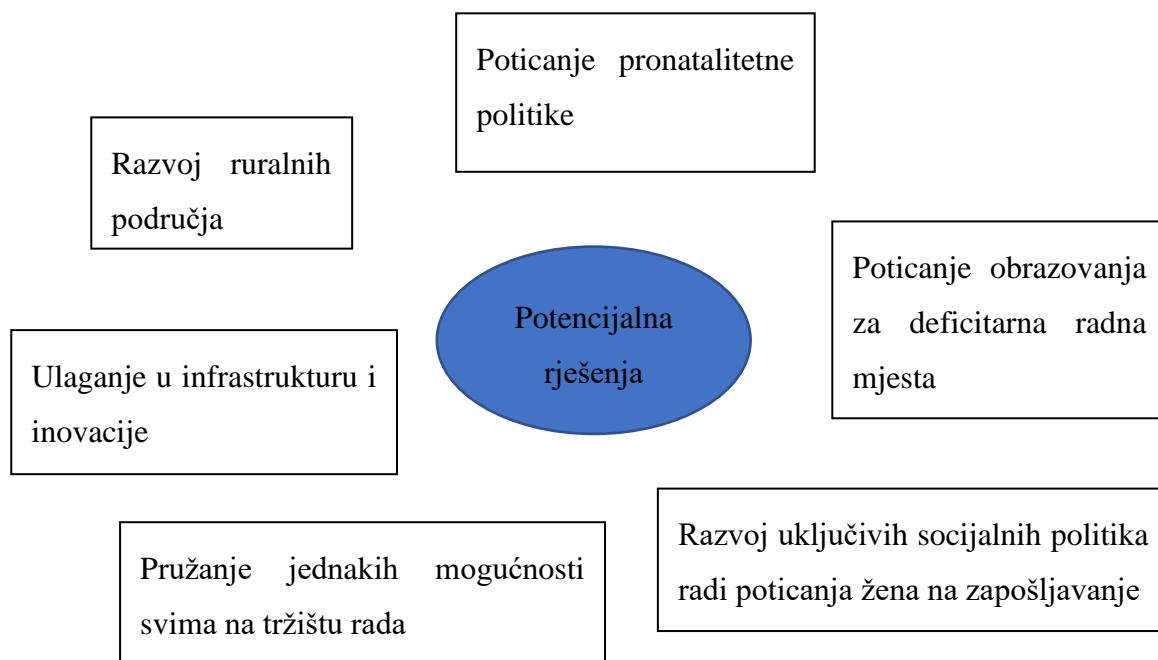 Poticanje pronatalitetne
politike
Razvoj ruralnih
područja
Poticanje obrazovanja
za deficitarna radna
mjesta
Potencijalna
rješenja
Ulaganje u infrastrukturu i
inovacije
Razvoj uključivih socijalnih politika
radi poticanja žena na zapošljavanje
Pružanje jednakih mogućnosti
svima na tržištu rada